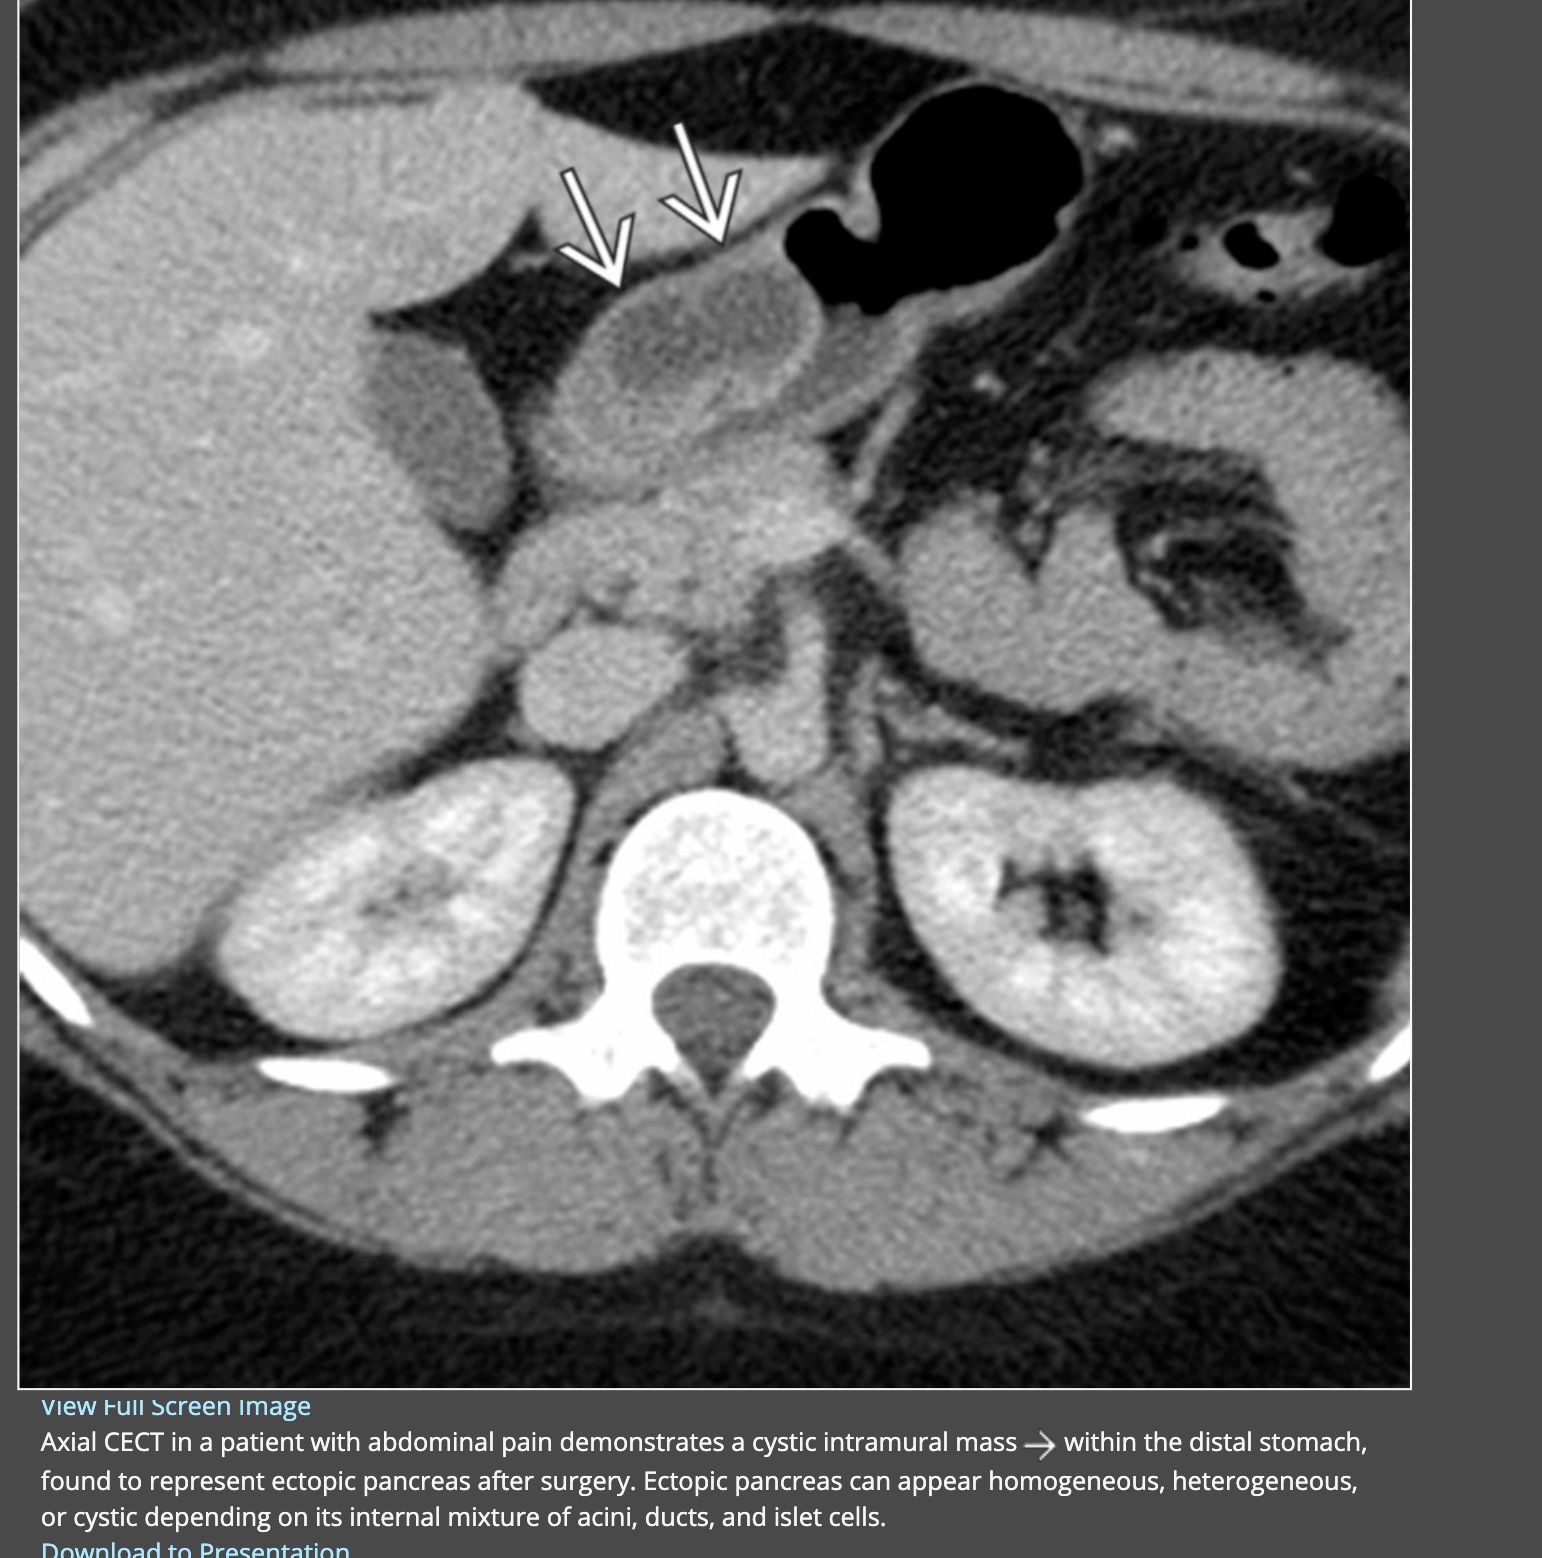 View Full Screen Image
Axial CECT in a patient with abdominal pain demonstrates a cystic intramural mass → within the distal stomach,
found to represent ectopic pancreas after surgery. Ectopic pancreas can appear homogeneous, heterogeneous,
or cystic depending on its internal mixture of acini, ducts, and islet cells.
Download to Presentation